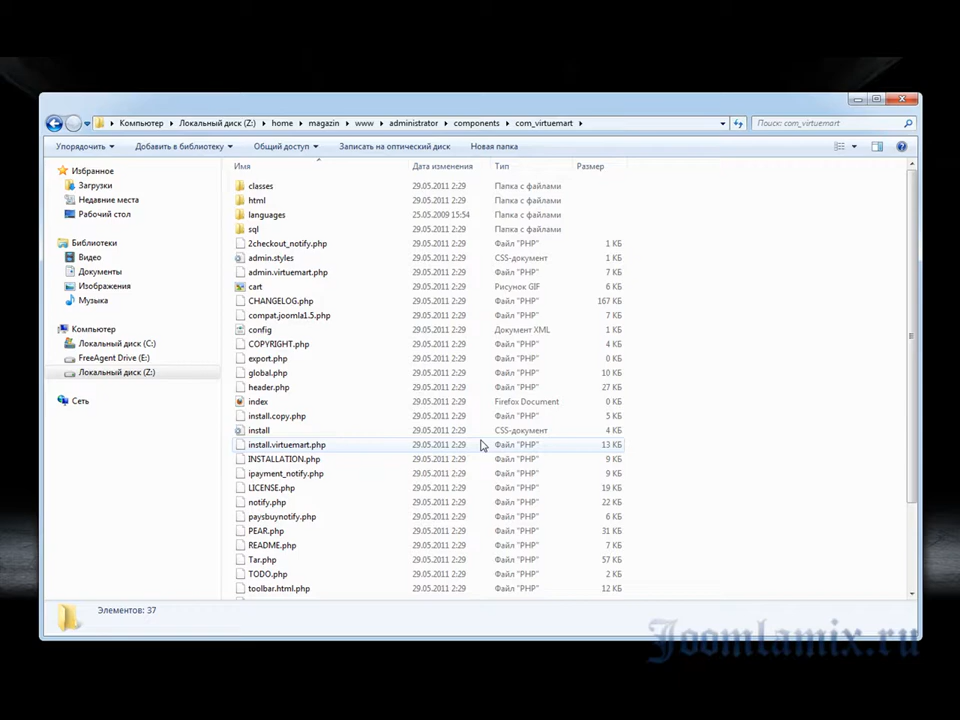 Компьютер ▸ Локальный диск (Z:) ▸ home ▸ magazin ▸ www ▸ administrator ▸ components ▸ com_virtuemart ▸ Поиск: com_virtuemart
Упорядочить Добавить в библиотеку Общий доступ Записать на оптический диск Новая папка
Избранное
Загрузки
Недавние места
Рабочий стол
Библиотеки
Видео
Документы
Изображения
Музыка
Компьютер
Локальный диск (C:)
FreeAgent Drive (E:)
Локальный диск (Z:)
Сеть
Имя Дата изменения Тип Размер
classes 29.05.2011 2:29 Папка с файлами
html 29.05.2011 2:29 Папка с файлами
languages 25.05.2009 15:54 Папка с файлами
sql 29.05.2011 2:29 Папка с файлами
2checkout_notify.php 29.05.2011 2:29 Файл "PHP" 1 КБ
admin.styles 29.05.2011 2:29 CSS-документ 1 КБ
admin.virtuemart.php 29.05.2011 2:29 Файл "PHP" 7 КБ
cart 29.05.2011 2:29 Рисунок GIF 6 КБ
CHANGELOG.php 29.05.2011 2:29 Файл "PHP" 167 КБ
compat.joomla1.5.php 29.05.2011 2:29 Файл "PHP" 7 КБ
config 29.05.2011 2:29 Документ XML 1 КБ
COPYRIGHT.php 29.05.2011 2:29 Файл "PHP" 4 КБ
export.php 29.05.2011 2:29 Файл "PHP" 0 КБ
global.php 29.05.2011 2:29 Файл "PHP" 10 КБ
header.php 29.05.2011 2:29 Файл "PHP" 27 КБ
index 29.05.2011 2:29 Firefox Document 0 КБ
install.copy.php 29.05.2011 2:29 Файл "PHP" 5 КБ
install 29.05.2011 2:29 CSS-документ 4 КБ
install.virtuemart.php 29.05.2011 2:29 Файл "PHP" 13 КБ
INSTALLATION.php 29.05.2011 2:29 Файл "PHP" 9 КБ
ipayment_notify.php 29.05.2011 2:29 Файл "PHP" 9 КБ
LICENSE.php 29.05.2011 2:29 Файл "PHP" 19 КБ
notify.php 29.05.2011 2:29 Файл "PHP" 22 КБ
paysbuynotify.php 29.05.2011 2:29 Файл "PHP" 6 КБ
PEAR.php 29.05.2011 2:29 Файл "PHP" 31 КБ
README.php 29.05.2011 2:29 Файл "PHP" 7 КБ
Tar.php 29.05.2011 2:29 Файл "PHP" 57 КБ
TODO.php 29.05.2011 2:29 Файл "PHP" 2 КБ
toolbar.html.php 29.05.2011 2:29 Файл "PHP" 12 КБ
Элементов: 37
Joomlamix.ru